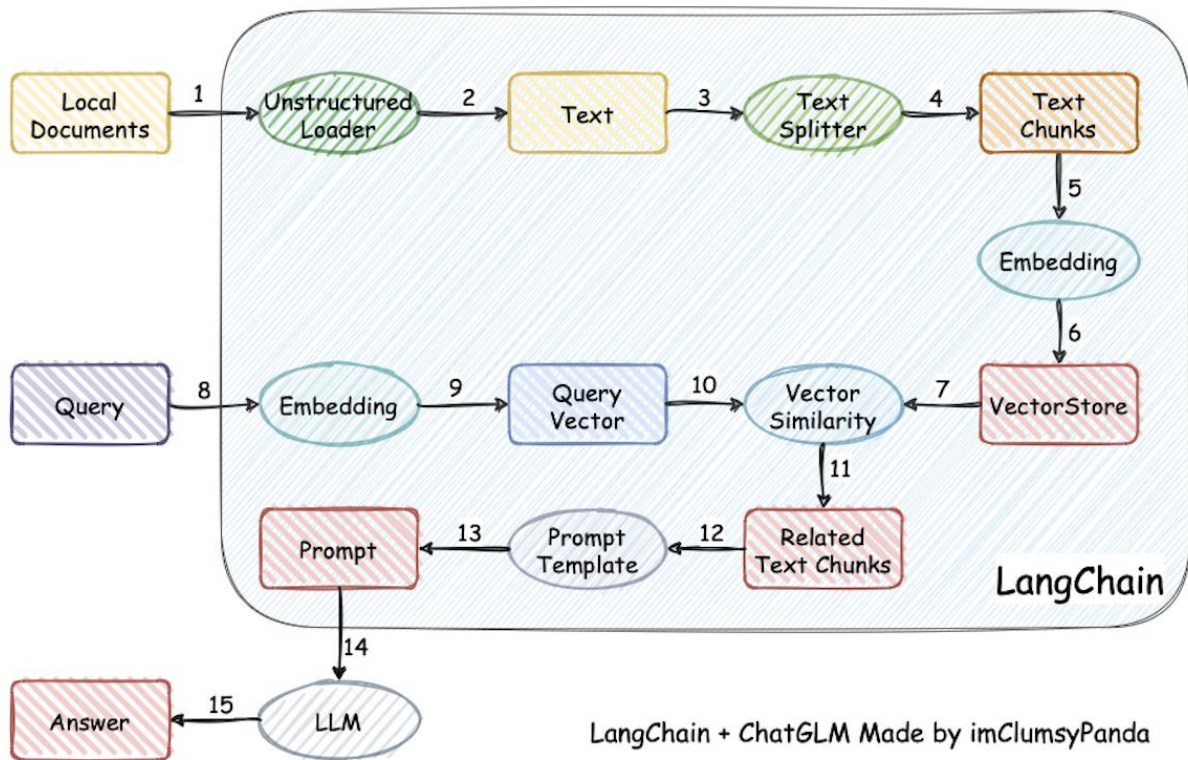 1
2
3
4
Local
Documents
Unstructured
Loader
Text
Text
Splitter
Text
Chunks
5
Embedding
6
8
9
10
7
Query
Embedding
Query
Vector
Vector
Similarity
VectorStore
11
13
12
Prompt
Prompt
Template
Related
Text Chunks
LangChain
14
15
Answer
LLM
LangChain + ChatGLM Made by imClumsyPanda